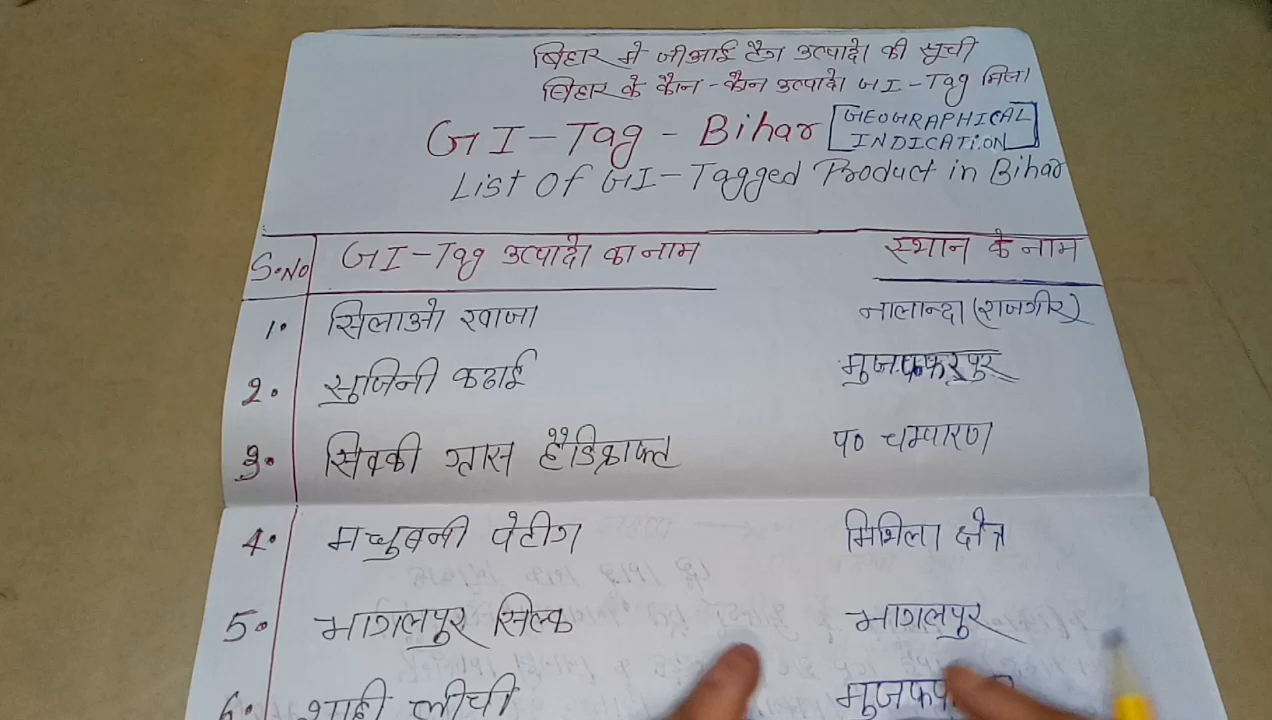 बिहार मे जीआई टैग उत्पादो की सूची
बिहार के कौन-कौन उत्पादो GI-Tag मिला
GI-Tag-Bihar [GEOGRAPHICAL INDICATION]
List Of GI-Tagged Product in Bihar
S.No GI-Tag उत्पादो का नाम स्थान के नाम
1. सिलाओ खाजा नालान्दा (राजगीर)
2. सुजिनी कढाई मुजफ्फरपुर
3. सिक्की ग्रास हैंडिक्राफ्ट प० चम्पारण
4. मधुबनी पेटीग मिथिला क्षेत्र
5. भागलपुर सिल्क भागलपुर
6. शाही लीची